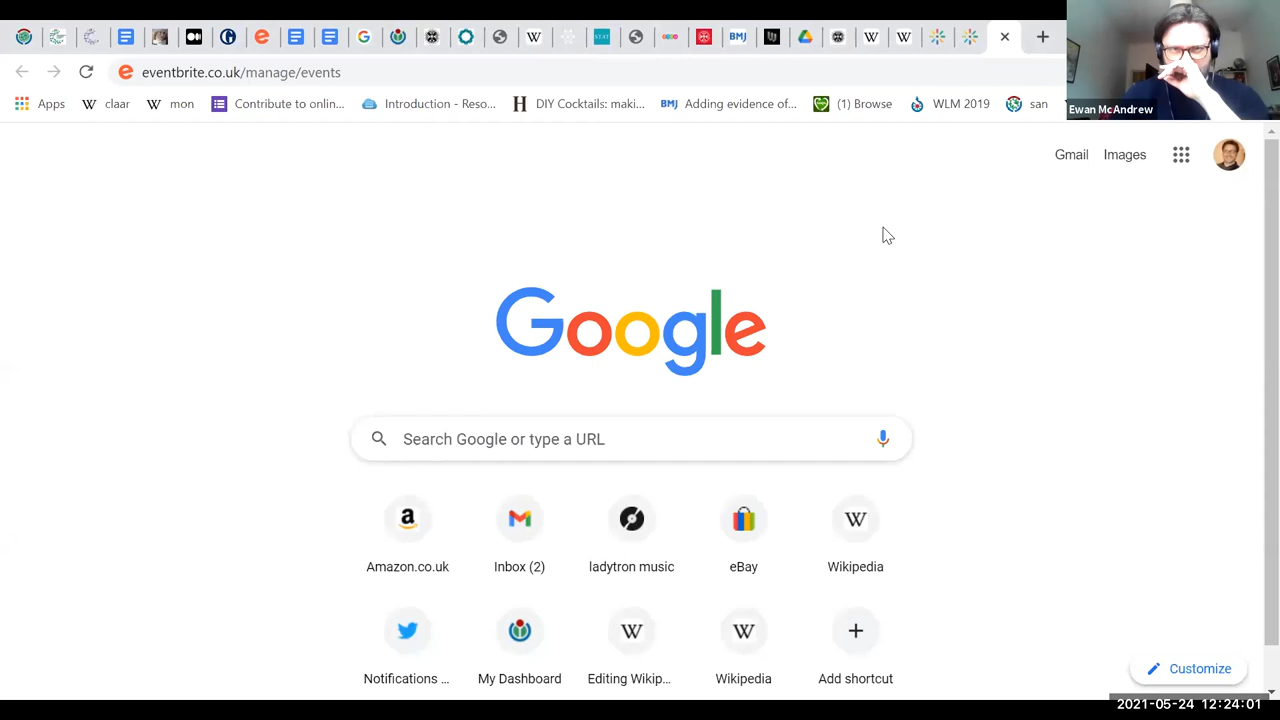 STAT
BMJ
eventbrite.co.uk/manage/events
Apps
claar
mon
Contribute to onlin...
Introduction - Reso...
DIY Cocktails: maki...
BMJ
Adding evidence of...
(1) Browse
WLM 2019
san
Ewan McAndrew
Gmail
Images
Google
Search Google or type a URL
Amazon.co.uk
Inbox (2)
ladytron music
eBay
Wikipedia
Notifications ...
My Dashboard
Editing Wikip...
Wikipedia
Add shortcut
Customize
2021-05-24 12:24:01